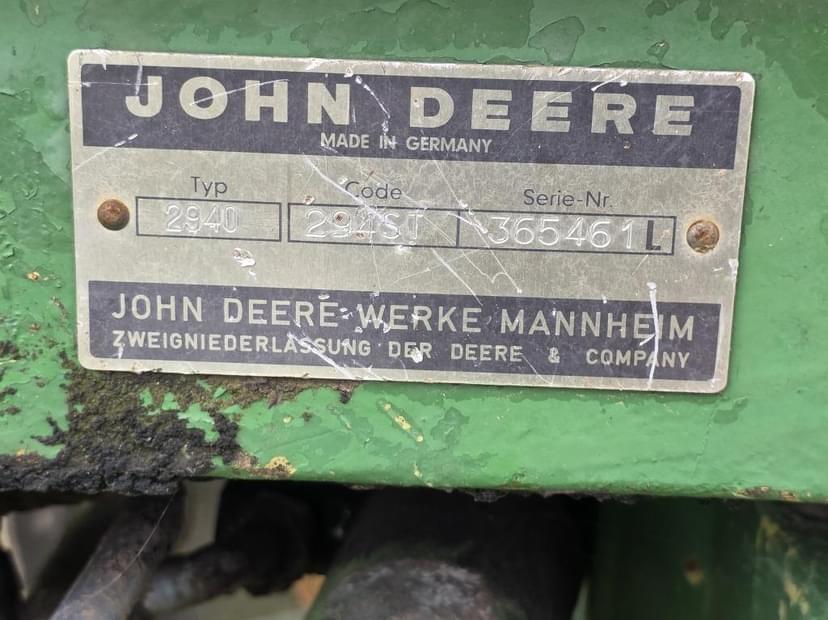 JOHN DEERE
MADE IN GERMANY
Typ Code Serie-Nr.
2940 294ST 365461L
JOHN DEERE-WERKE MANNHEIM
ZWEIGNIEDERLASSUNG DER DEERE & COMPANY